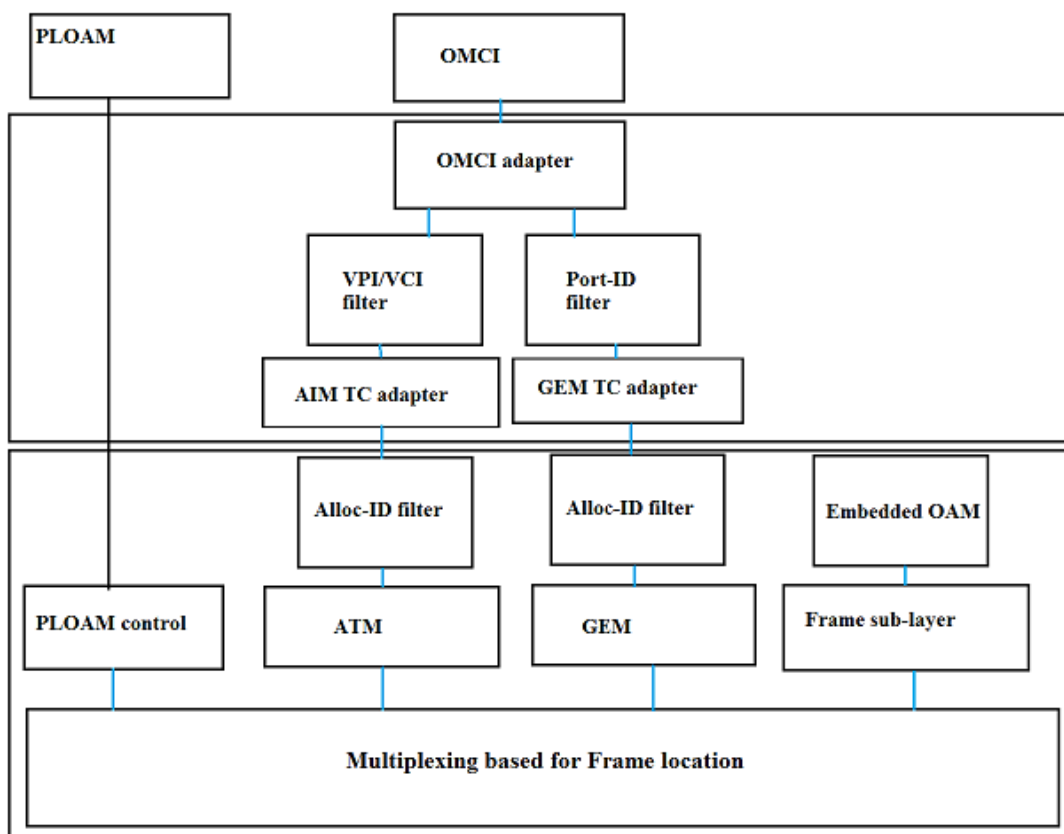 PLOAM
OMCI
OMCI adapter
VPI/VCI
filter
Port-ID
filter
AIM TC adapter
GEM TC adapter
Alloc-ID filter
Alloc-ID filter
Embedded OAM
PLOAM control
ATM
GEM
Frame sub-layer
Multiplexing based for Frame location